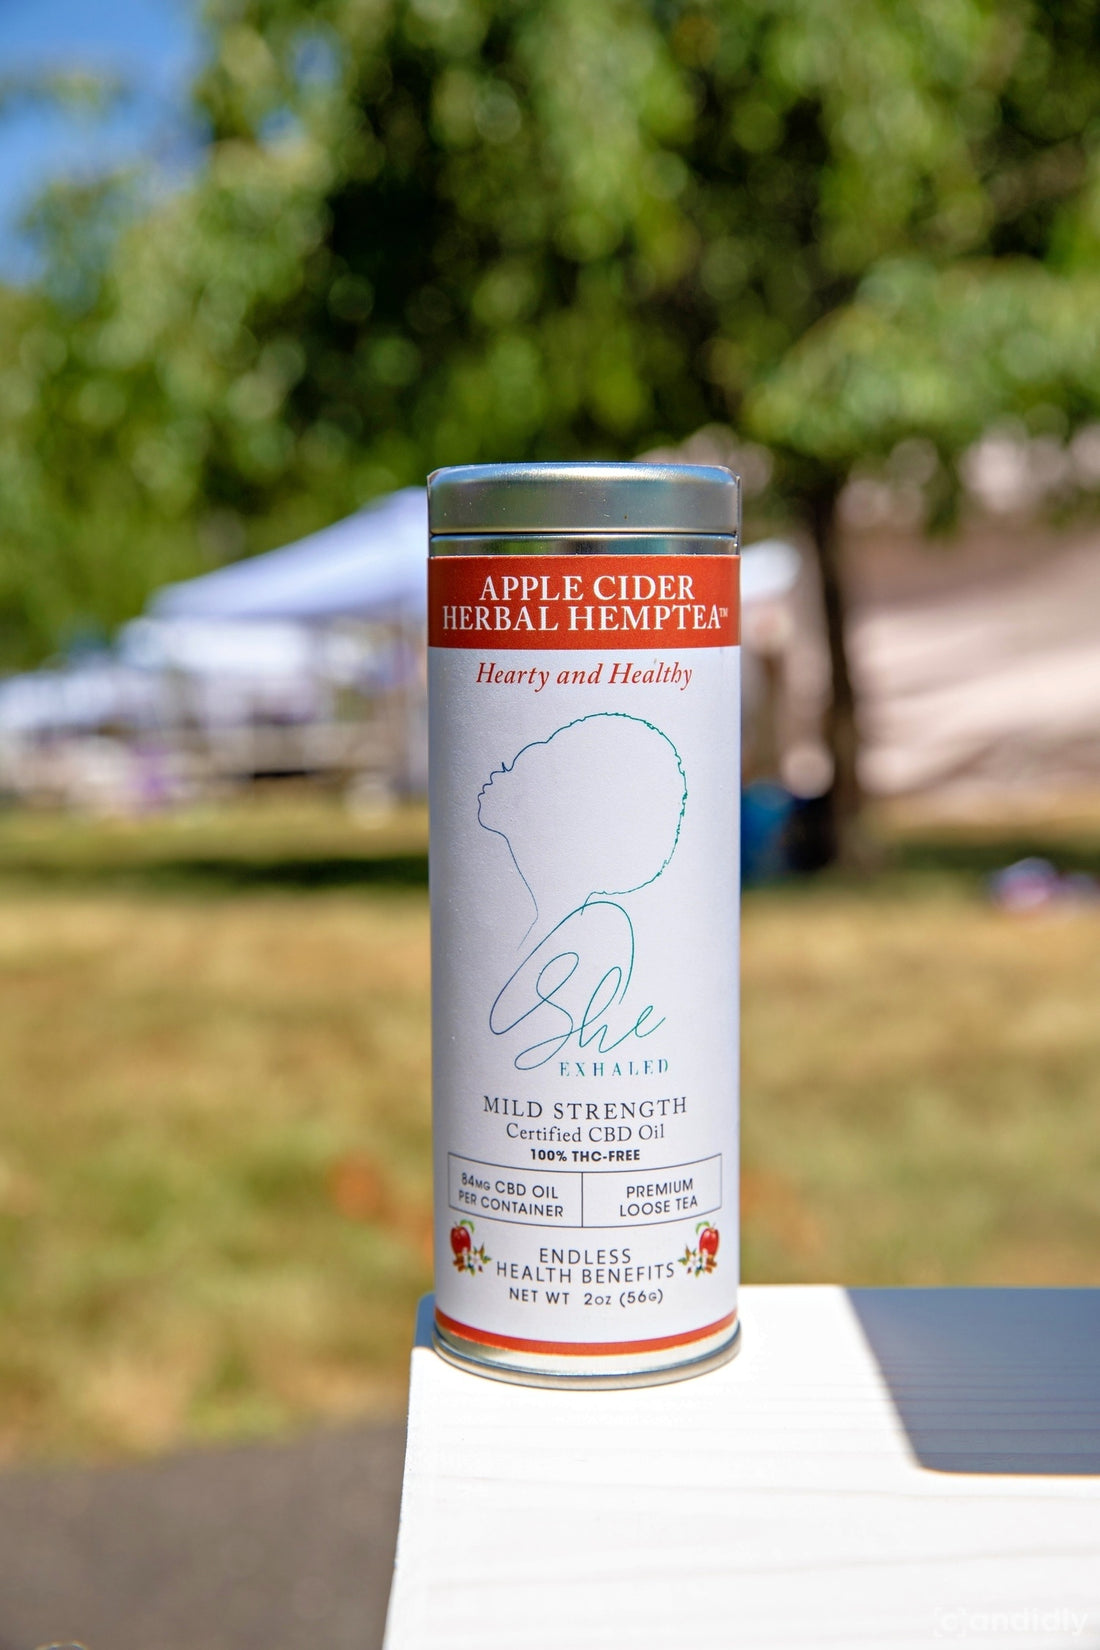 APPLE CIDER
HERBAL HEMPTEA™
Hearty and Healthy
She
EXHALED
MILD STRENGTH
Certified CBD Oil
100% THC-FREE
84MG CBD OIL
PER CONTAINER
PREMIUM
LOOSE TEA
ENDLESS
HEALTH BENEFITS
NET WT 2oz (56G)
[c]andidly